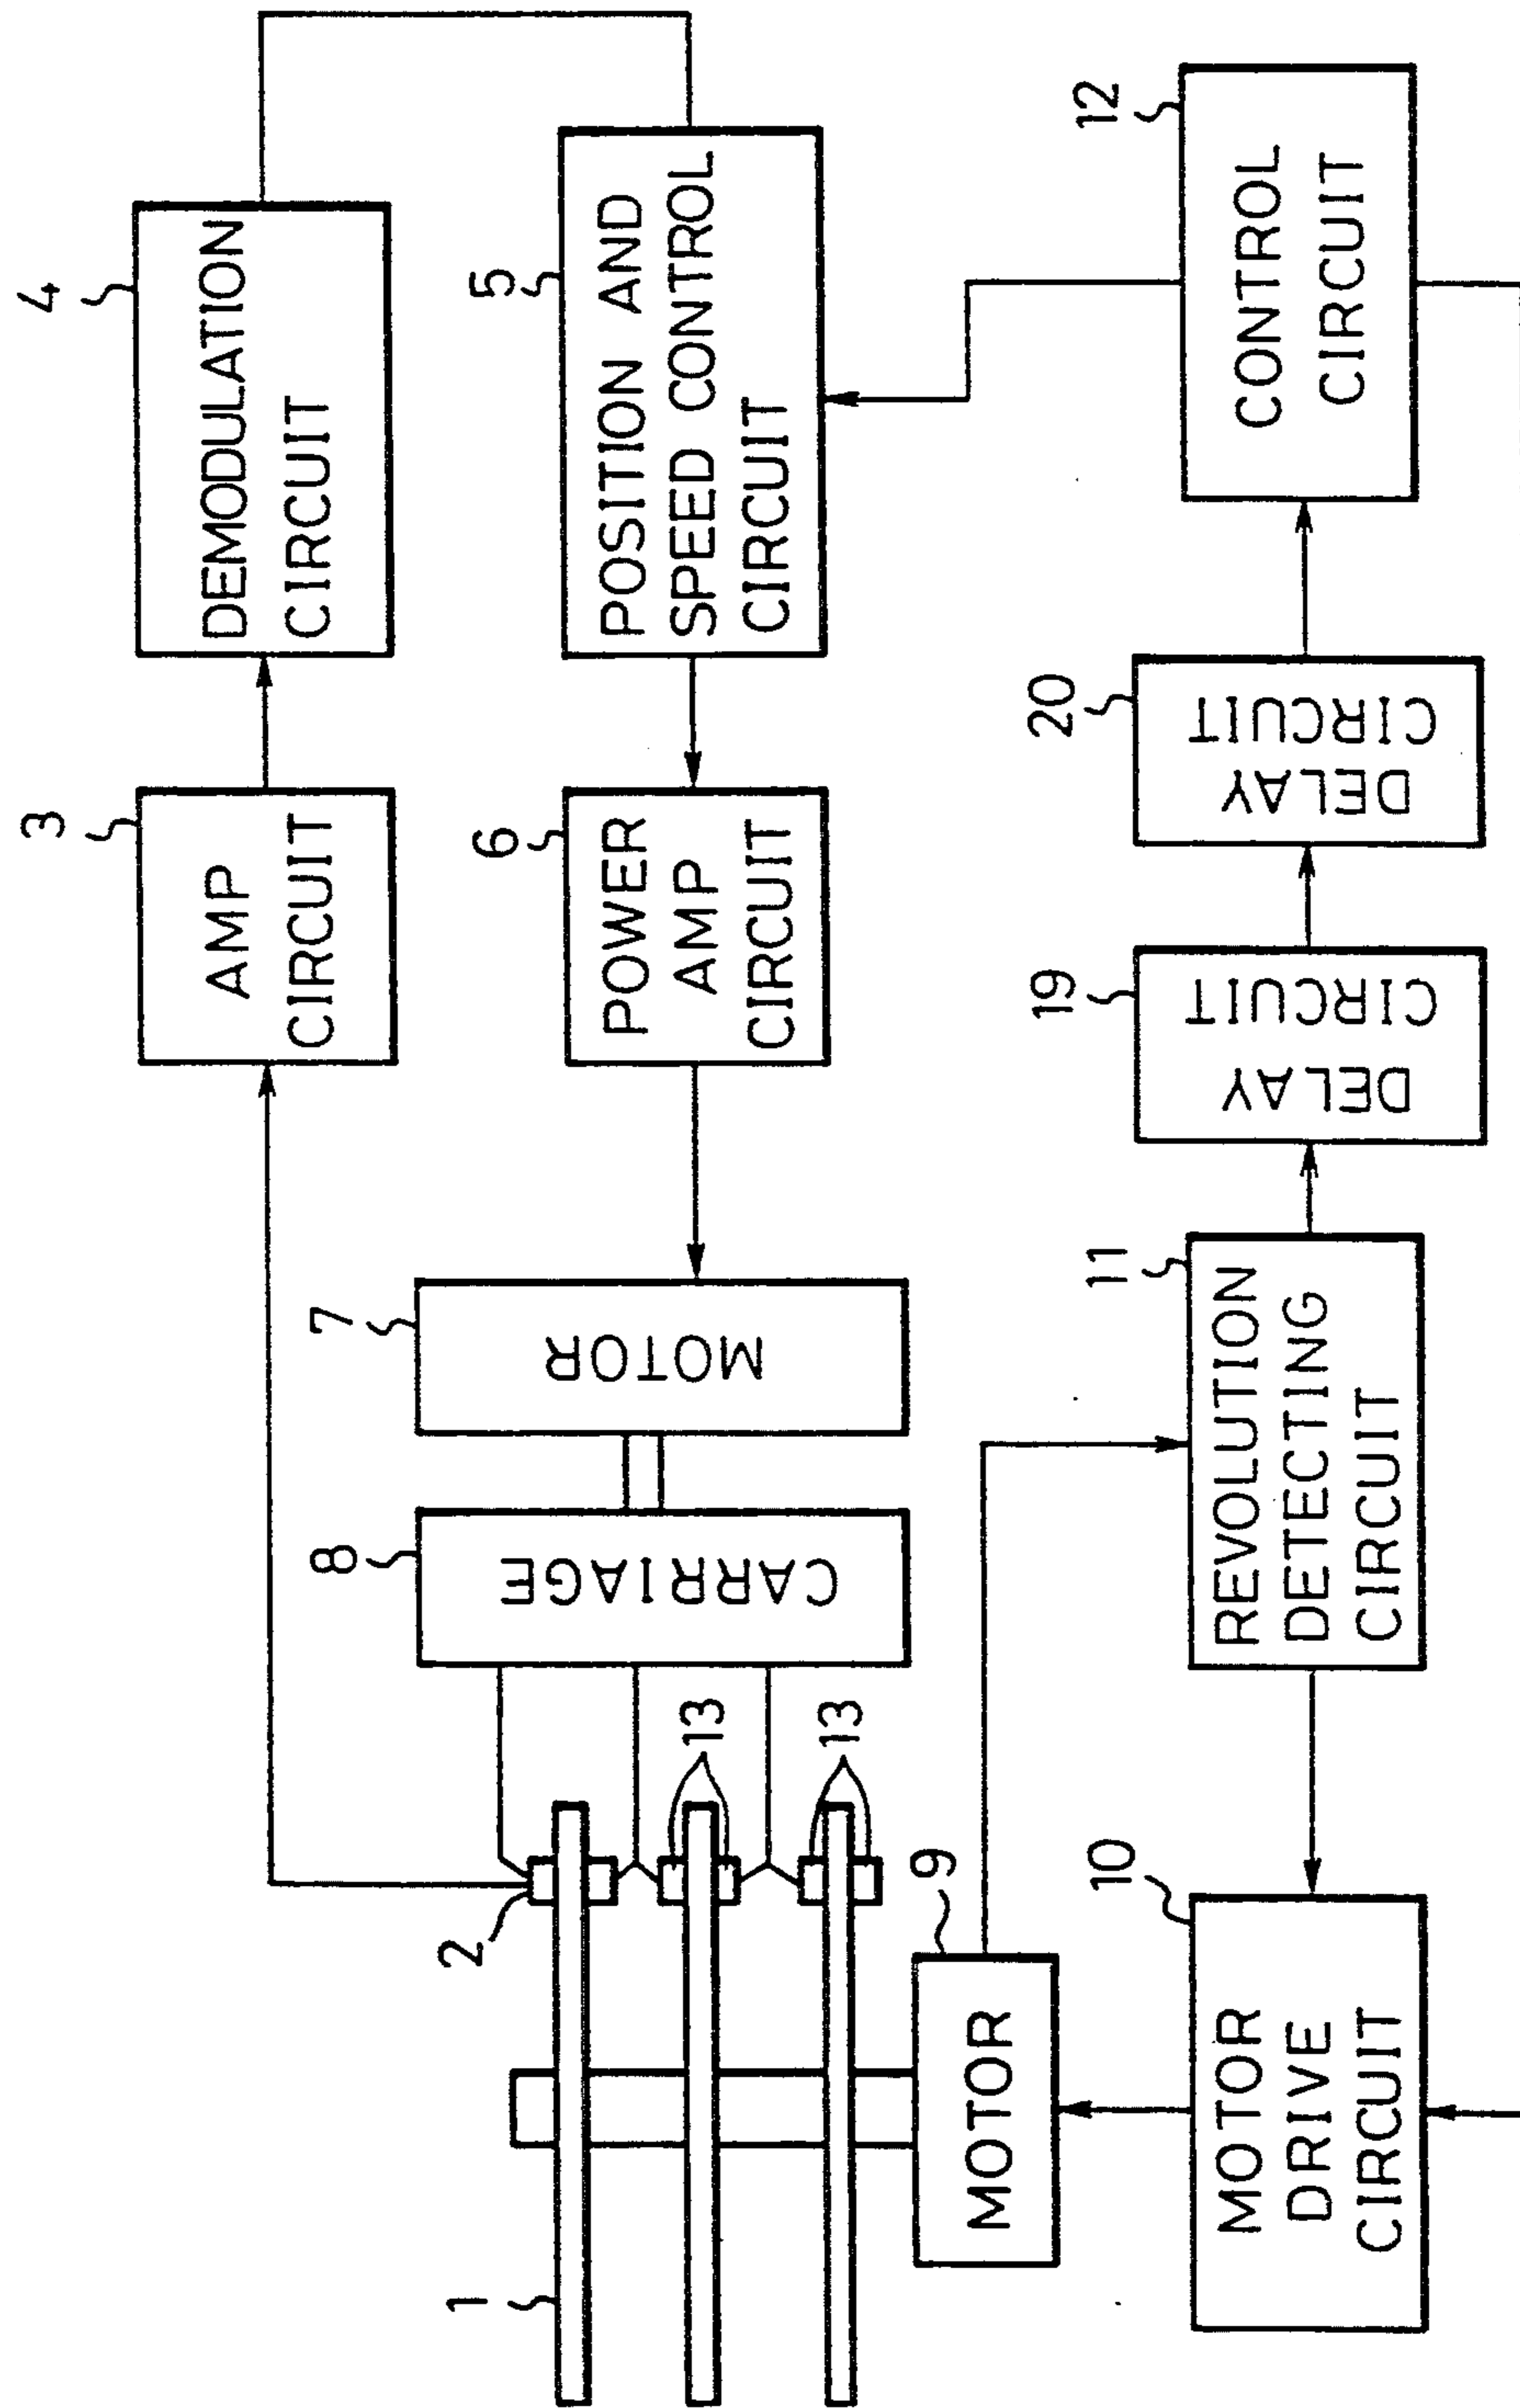 4
DEMODULATION
CIRCUIT
3
AMP
CIRCUIT
5
POSITION AND
SPEED CONTROL
CIRCUIT
6
POWER
AMP
CIRCUIT
7
MOTOR
8
CARRIAGE
13
13
2
1
9
MOTOR
12
CONTROL
CIRCUIT
20
DELAY
CIRCUIT
19
DELAY
CIRCUIT
11
REVOLUTION
DETECTING
CIRCUIT
10
MOTOR
DRIVE
CIRCUIT